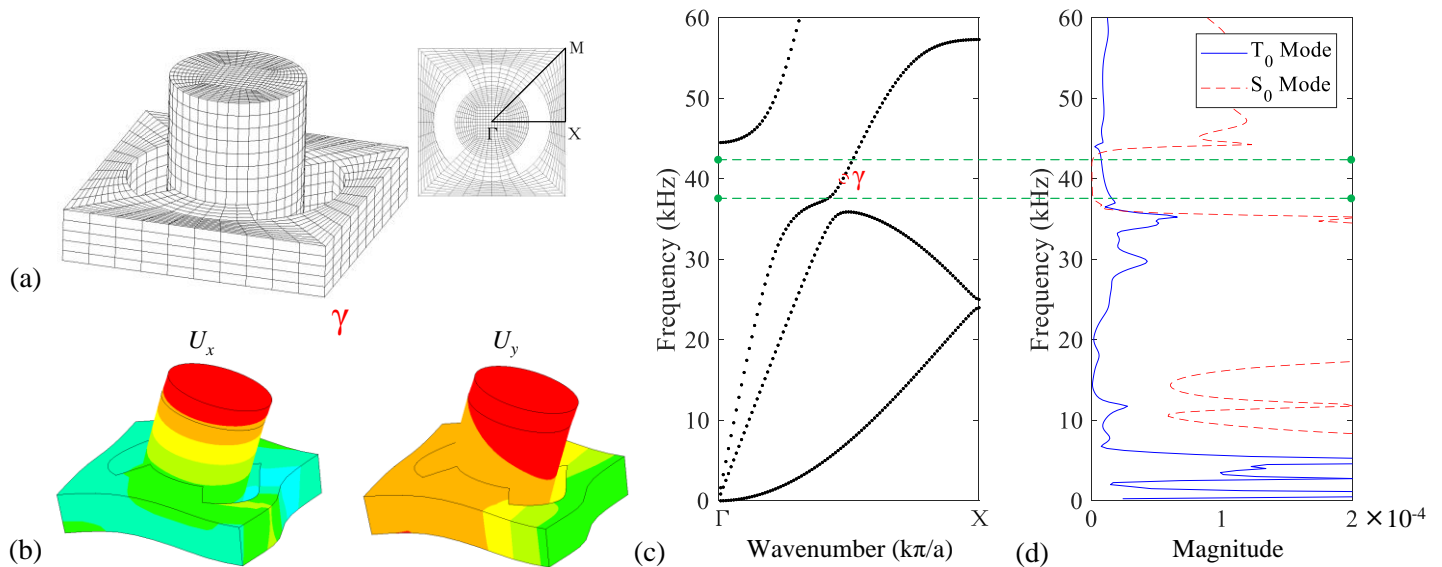 (a)
M
Γ
X
γ
(b)
U_x
U_y
(c)
Frequency (kHz)
60
50
40
30
20
10
0
γ
Γ
X
Wavenumber (kπ/a)
(d)
Frequency (kHz)
60
50
40
30
20
10
0
T_0 Mode
S_0 Mode
0
1
2 ×10^-4
Magnitude